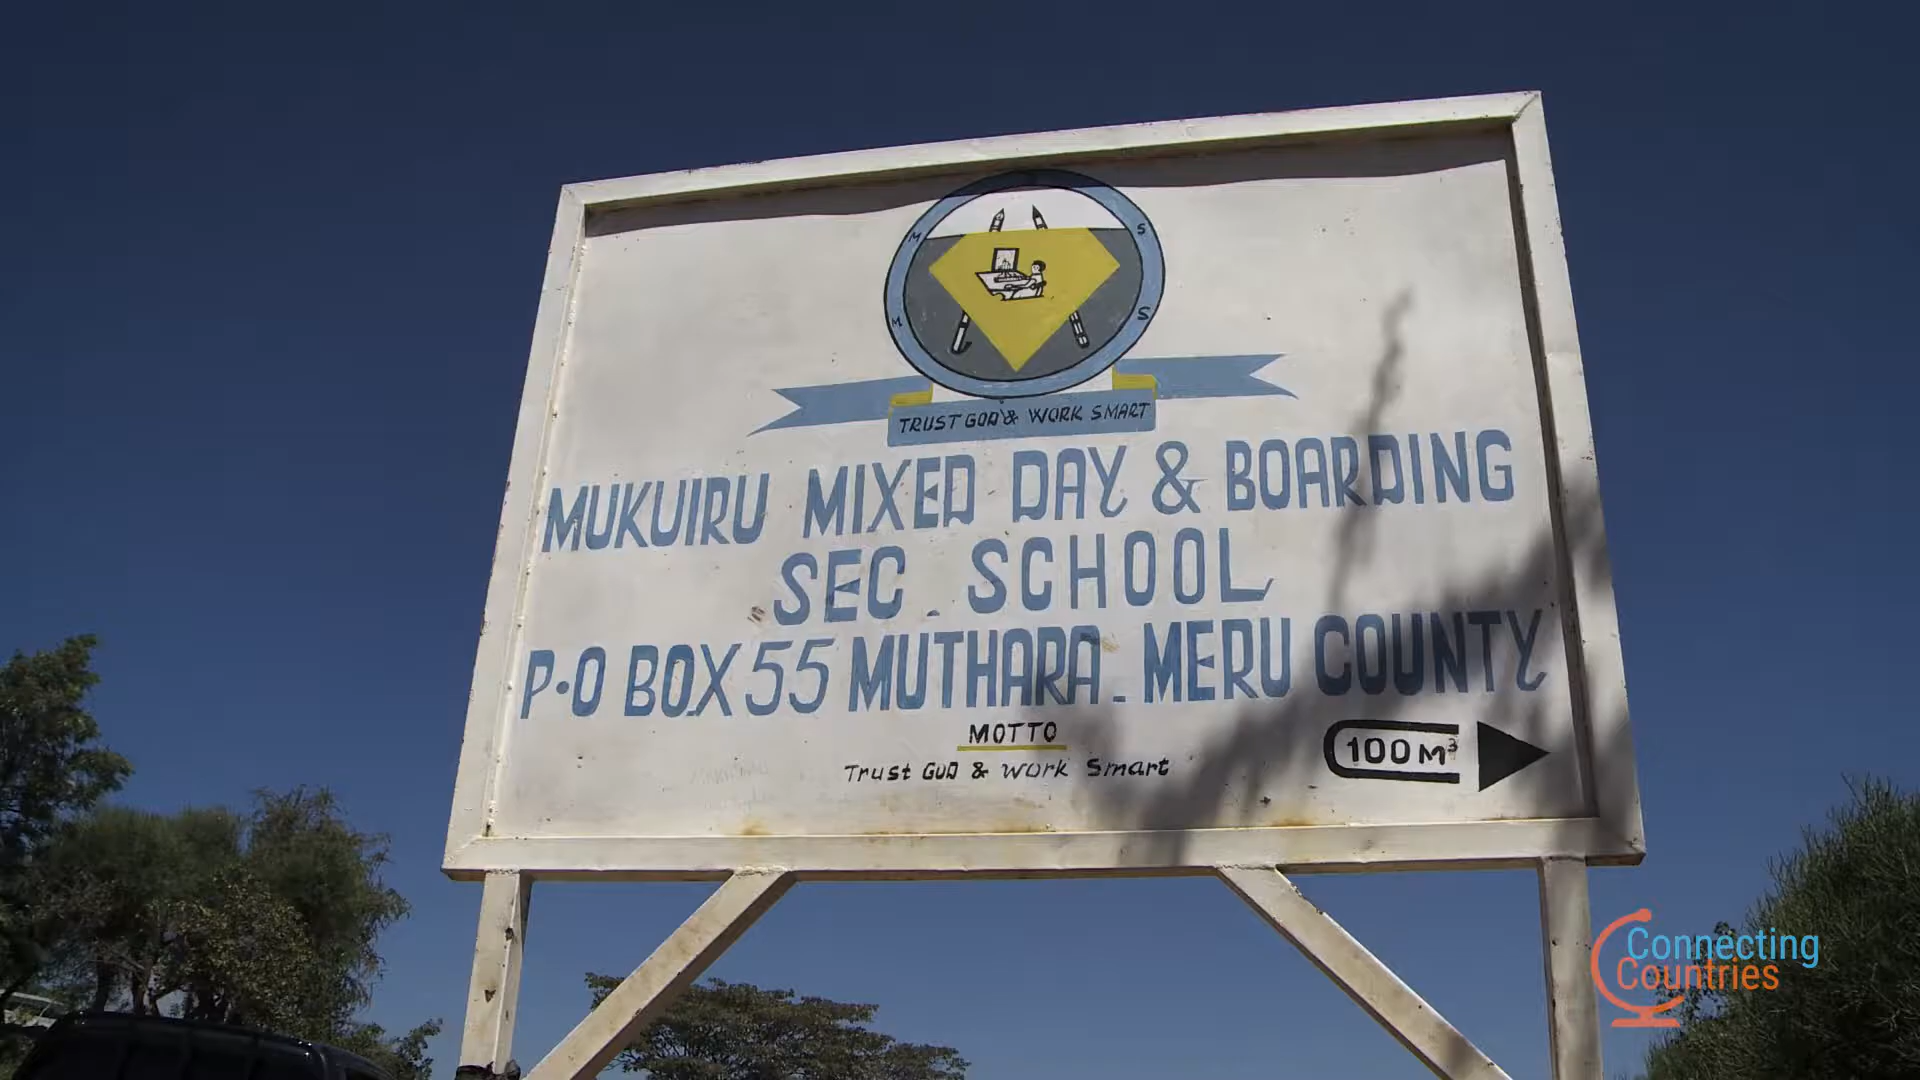 M S
M S
TRUST GOD & WORK SMART
MUKUIRU MIXED DAY & BOARDING
SEC. SCHOOL
P.O BOX 55 MUTHARA. MERU COUNTY
MOTTO
Trust GOD & Work Smart
100M³
Connecting
Countries